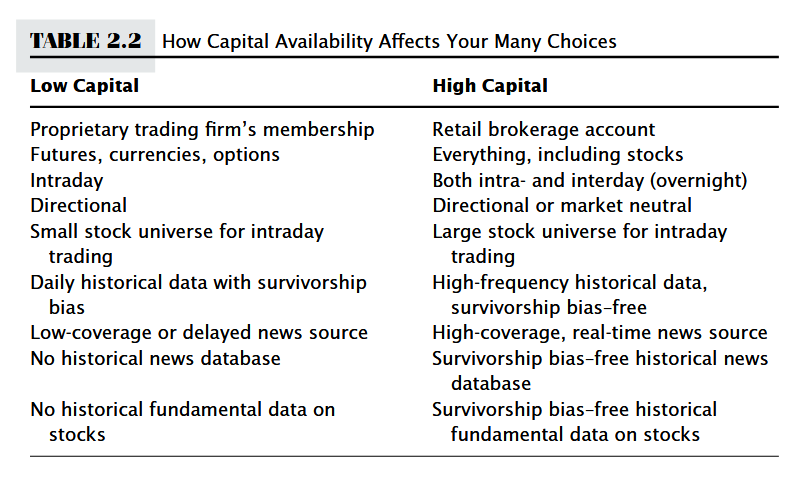 TABLE 2.2 How Capital Availability Affects Your Many Choices
Low Capital High Capital
Proprietary trading firm's membership Retail brokerage account
Futures, currencies, options Everything, including stocks
Intraday Both intra- and interday (overnight)
Directional Directional or market neutral
Small stock universe for intraday Large stock universe for intraday
trading trading
Daily historical data with survivorship High-frequency historical data,
bias survivorship bias–free
Low-coverage or delayed news source High-coverage, real-time news source
No historical news database Survivorship bias–free historical news
database
No historical fundamental data on Survivorship bias–free historical
stocks fundamental data on stocks